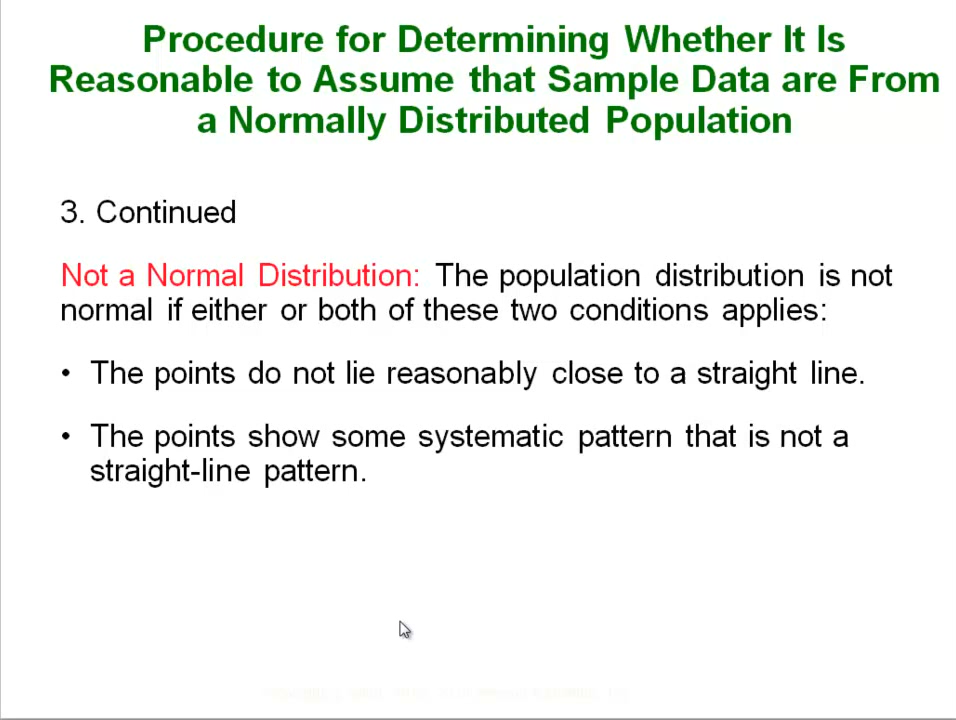 Procedure for Determining Whether It Is
Reasonable to Assume that Sample Data are From
a Normally Distributed Population
3. Continued
Not a Normal Distribution: The population distribution is not
normal if either or both of these two conditions applies:
• The points do not lie reasonably close to a straight line.
• The points show some systematic pattern that is not a
straight-line pattern.